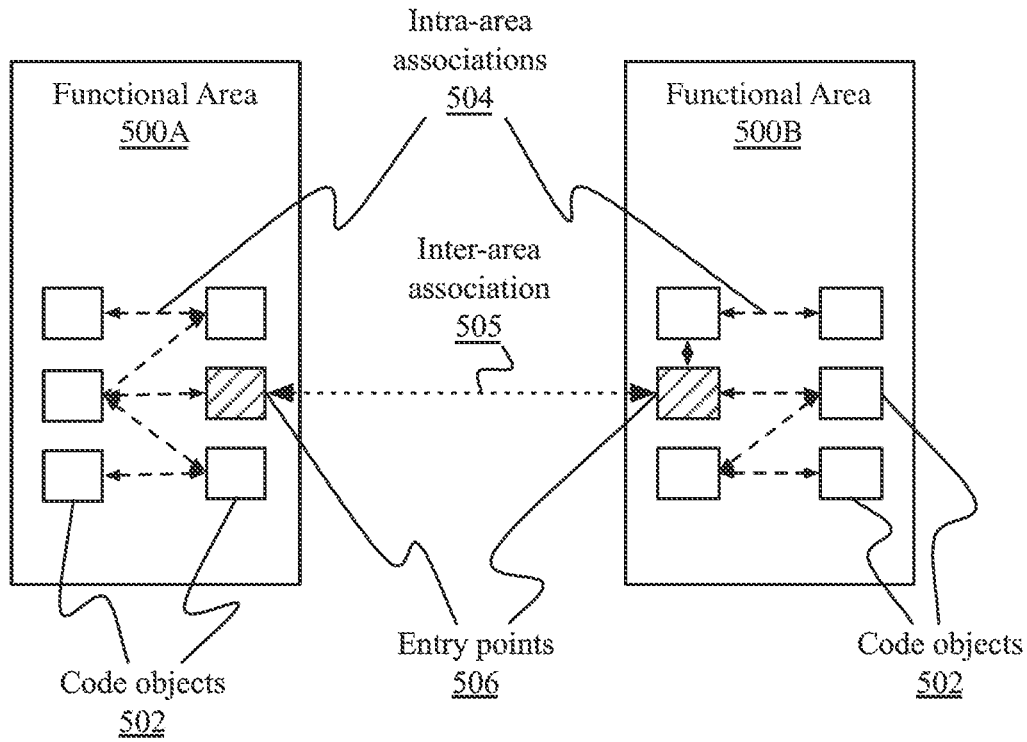 Intra-area
associations
504
Functional Area
500A
Functional Area
500B
Inter-area
association
505
Entry points
506
Code objects
502
Code objects
502